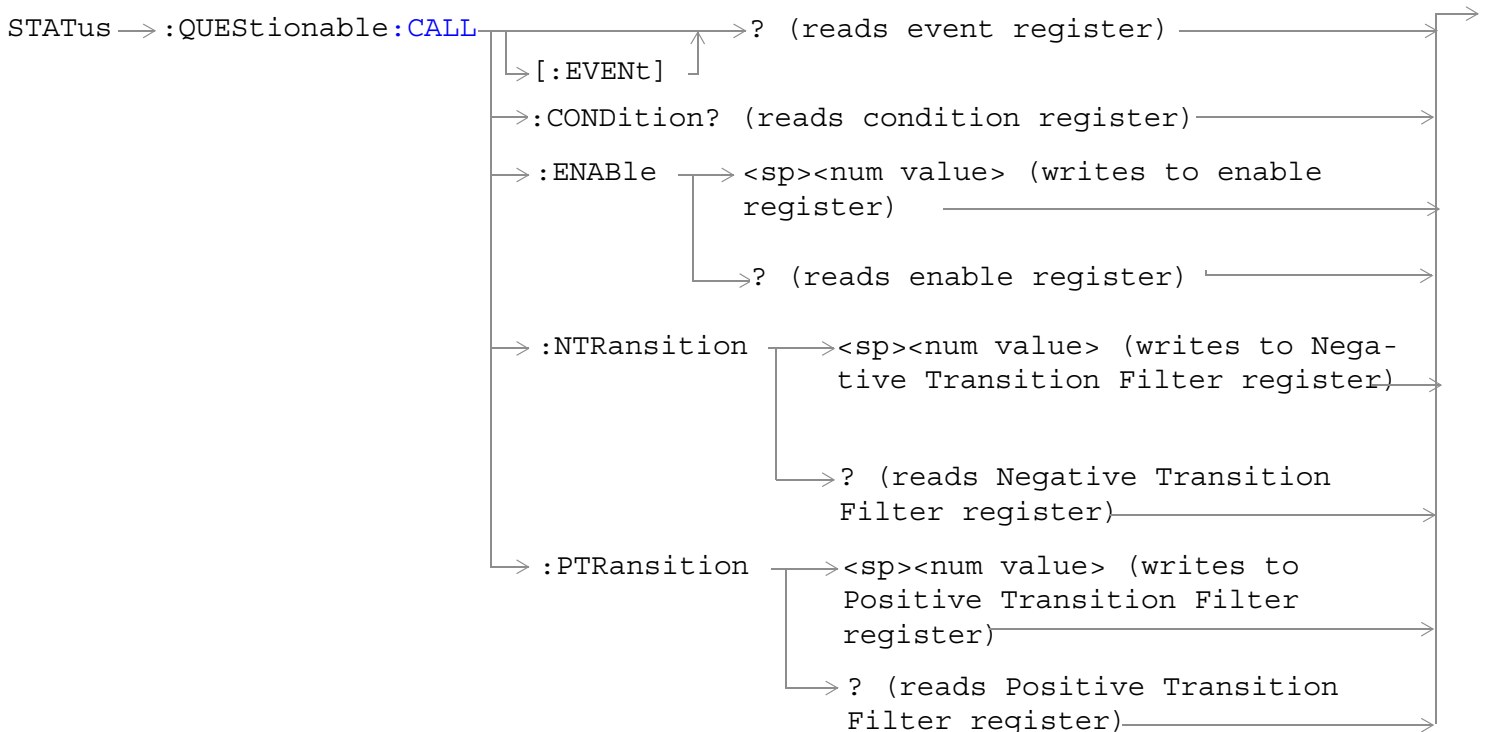 STATus :QUEStionable:CALL ? (reads event register)
[:EVENt]
:CONDition? (reads condition register)
:ENABle <sp><num value> (writes to enable
register)
? (reads enable register)
:NTRansition <sp><num value> (writes to Nega-
tive Transition Filter register)
? (reads Negative Transition
Filter register)
:PTRansition <sp><num value> (writes to
Positive Transition Filter
register)
? (reads Positive Transition
Filter register)